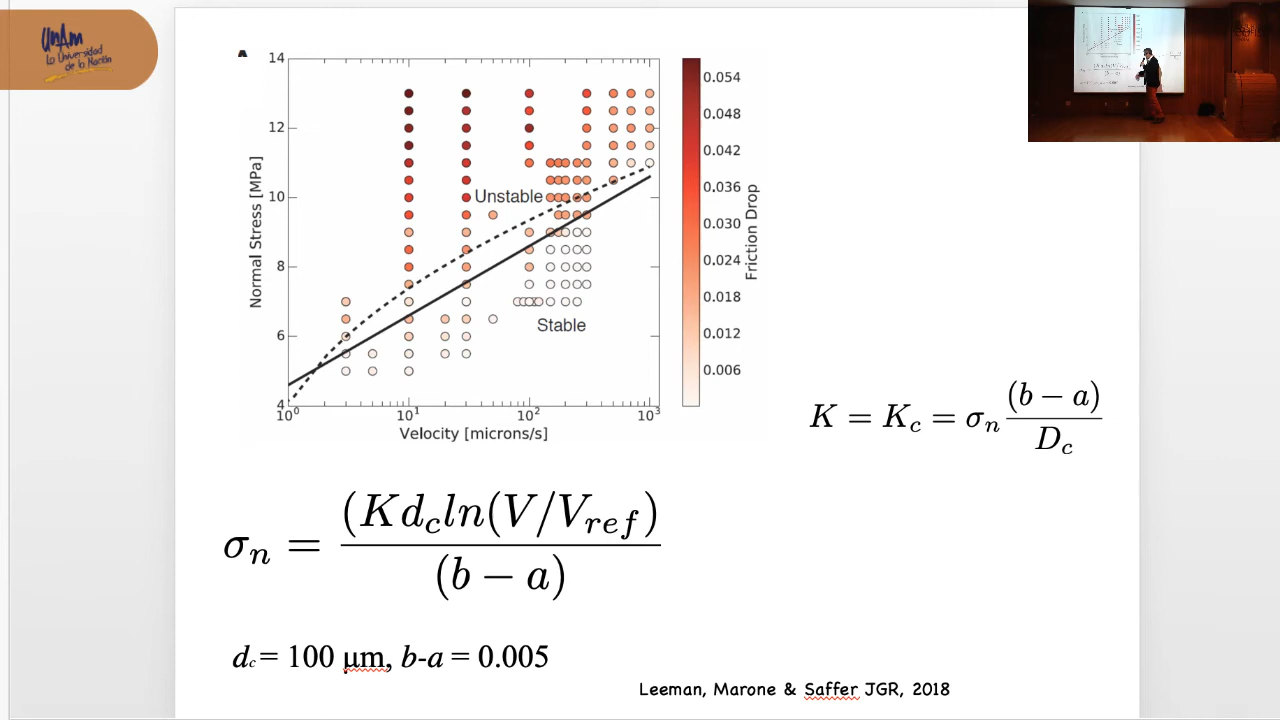 UnAm
La Universidad
de la Nación
14
12
10
8
6
4
Normal Stress [MPa]
Unstable
Stable
10⁰
10¹
10²
10³
Velocity [microns/s]
0.054
0.048
0.042
0.036
0.030
0.024
0.018
0.012
0.006
Friction Drop
K = K_c = σ_n (b − a) / D_c
σ_n = (Kd_c ln(V/V_ref) / (b − a)
d_c = 100 μm, b-a = 0.005
Leeman, Marone & Saffer JGR, 2018